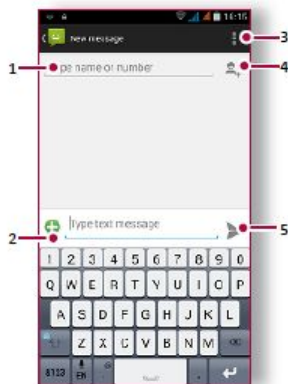 16:15
New message
3
1
pe name or number
4
Type text message
2
5
1 2 3 4 5 6 7 8 9 0
Q W E R T Y U I O P
A S D F G H J K L
Z X C V B N M
EN